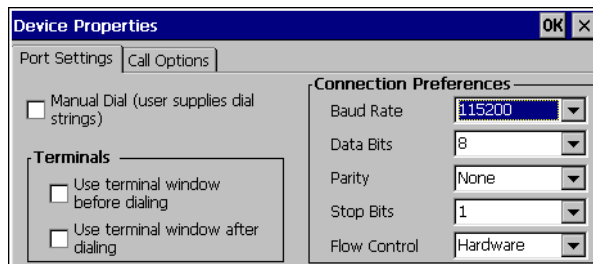 Device Properties OK ×
Port Settings Call Options
Manual Dial (user supplies dial
strings)
Terminals
Use terminal window
before dialing
Use terminal window after
dialing
Connection Preferences
Baud Rate 115200
Data Bits 8
Parity None
Stop Bits 1
Flow Control Hardware